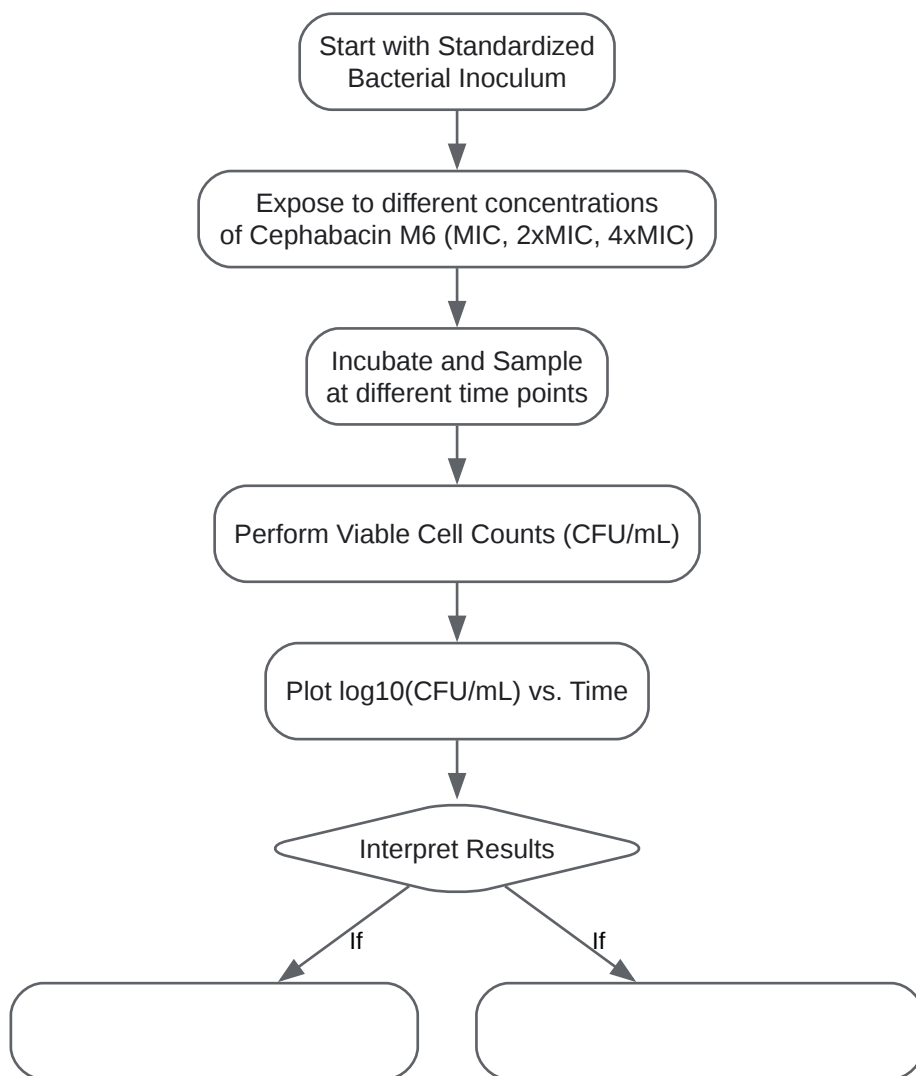 Start with Standardized
Bacterial Inoculum
Expose to different concentrations
of Cephabacin M6 (MIC, 2xMIC, 4xMIC)
Incubate and Sample
at different time points
Perform Viable Cell Counts (CFU/mL)
Plot log10(CFU/mL) vs. Time
Interpret Results
If
If